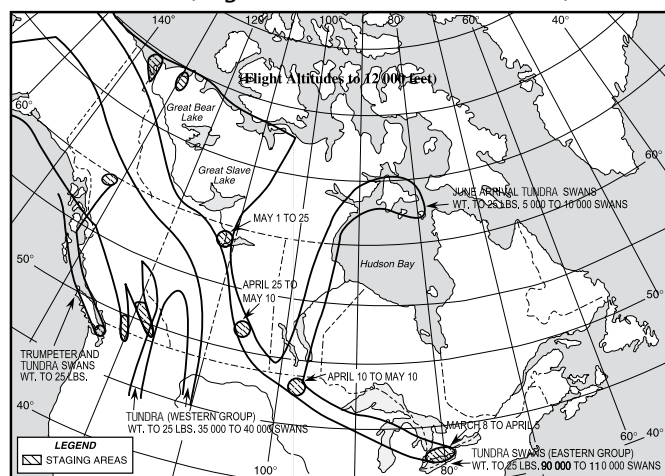 140°
120°
100°
80°
60°
40°
(Flight Altitudes to 12 000 feet)
60°
Great Bear
Lake
Great Slave
Lake
JUNE ARRIVAL TUNDRA SWANS
WT. TO 25 LBS, 5 000 TO 10 000 SWANS
MAY 1 TO 25
50°
Hudson Bay
APRIL 25 TO
MAY 10
50°
TRUMPETER AND
TUNDRA SWANS
WT. TO 25 LBS.
APRIL 10 TO MAY 10
40°
TUNDRA (WESTERN GROUP)
WT. TO 25 LBS. 35 000 TO 40 000 SWANS
MARCH 8 TO APRIL 5
60°
40°
LEGEND
STAGING AREAS
TUNDRA SWANS (EASTERN GROUP)
WT. TO 25 LBS. 90 000 TO 110 000 SWANS
100°
80°